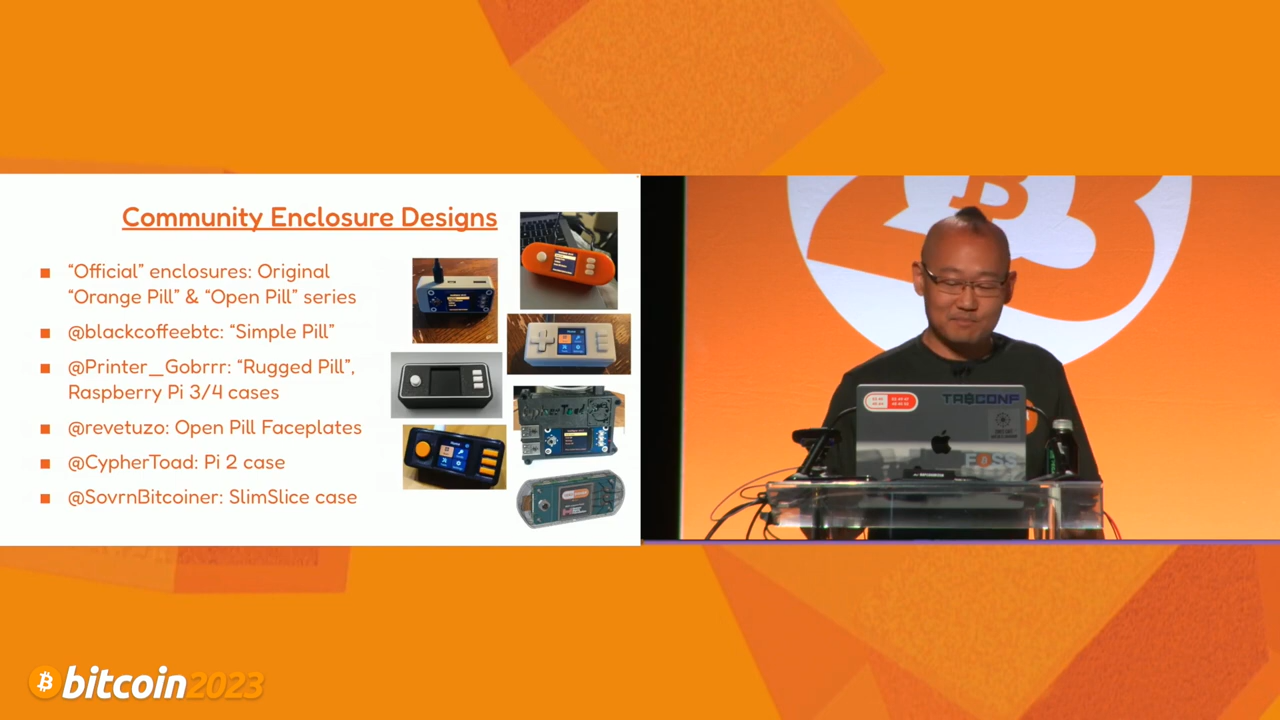 Community Enclosure Designs
“Official” enclosures: Original
“Orange Pill” & “Open Pill” series
@blackcoffeebtc: “Simple Pill”
@Printer_Gobrrr: “Rugged Pill”,
Raspberry Pi 3/4 cases
@revetuzo: Open Pill Faceplates
@CypherToad: Pi 2 case
@SovrnBitcoiner: SlimSlice case
TABCONF
FOSS
bitcoin2023